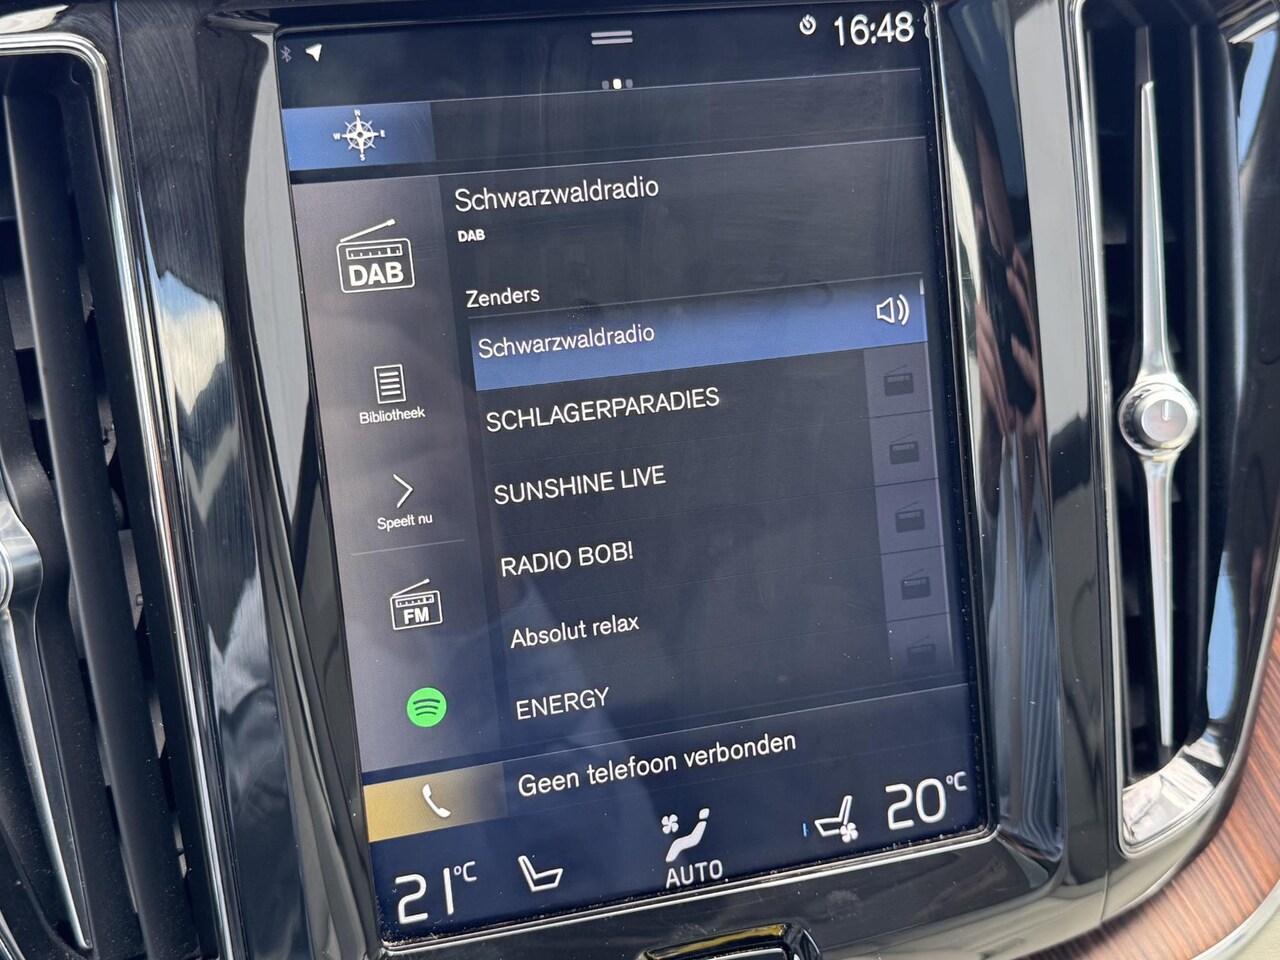 16:48
N
W E
S
Schwarzwaldradio
DAB
DAB
Zenders
Schwarzwaldradio
SCHLAGERPARADIES
Bibliotheek
SUNSHINE LIVE
Speelt nu
RADIO BOB!
FM
Absolut relax
ENERGY
Geen telefoon verbonden
21°C
AUTO
20°C